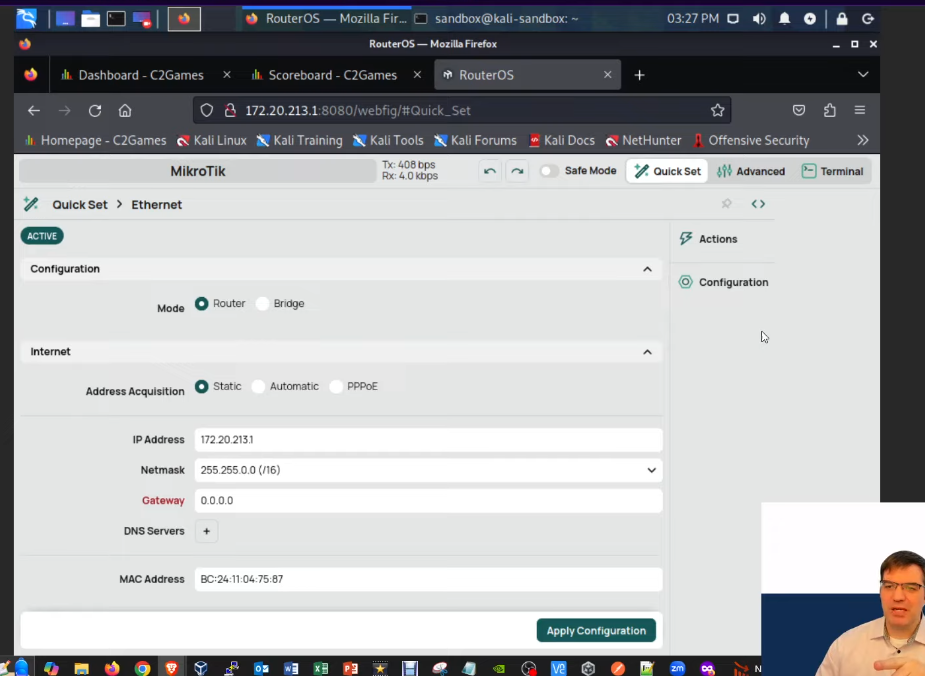 RouterOS — Mozilla Fir... sandbox@kali-sandbox: ~ 03:27 PM
RouterOS — Mozilla Firefox
Dashboard - C2Games × Scoreboard - C2Games × RouterOS × +
172.20.213.1:8080/webfig/#Quick_Set
Homepage - C2Games Kali Linux Kali Training Kali Tools Kali Forums Kali Docs NetHunter Offensive Security
MikroTik
Tx: 408 bps
Rx: 4.0 kbps
Safe Mode Quick Set Advanced Terminal
Quick Set > Ethernet
ACTIVE
Actions
Configuration
Configuration
Mode Router Bridge
Internet
Address Acquisition Static Automatic PPPoE
IP Address 172.20.213.1
Netmask 255.255.0.0 (/16)
Gateway 0.0.0.0
DNS Servers +
MAC Address BC:24:11:04:75:87
Apply Configuration
zm N